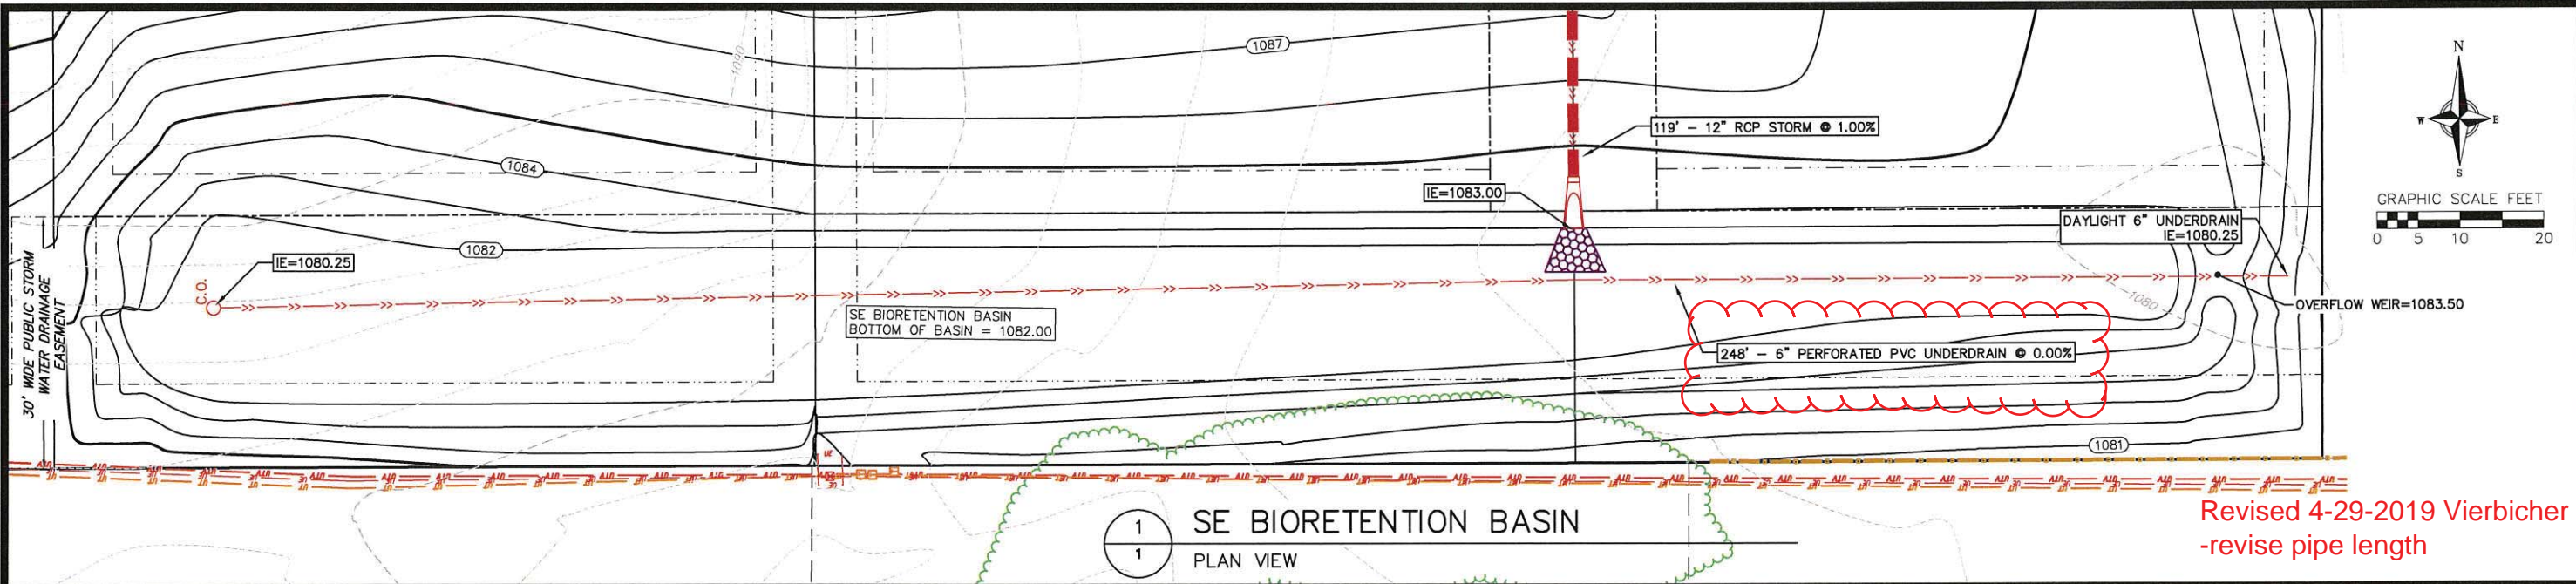 1090
1087
N
W E
S
119' - 12" RCP STORM @ 1.00%
1084
IE=1083.00
GRAPHIC SCALE FEET
0 5 10 20
DAYLIGHT 6" UNDERDRAIN
IE=1080.25
1082
IE=1080.25
C.O.
30' WIDE PUBLIC STORM
WATER DRAINAGE
EASEMENT
SE BIORETENTION BASIN
BOTTOM OF BASIN = 1082.00
1080
OVERFLOW WEIR=1083.50
248' - 6" PERFORATED PVC UNDERDRAIN @ 0.00%
1081
UE
1
1
SE BIORETENTION BASIN
PLAN VIEW
Revised 4-29-2019 Vierbicher
-revise pipe length